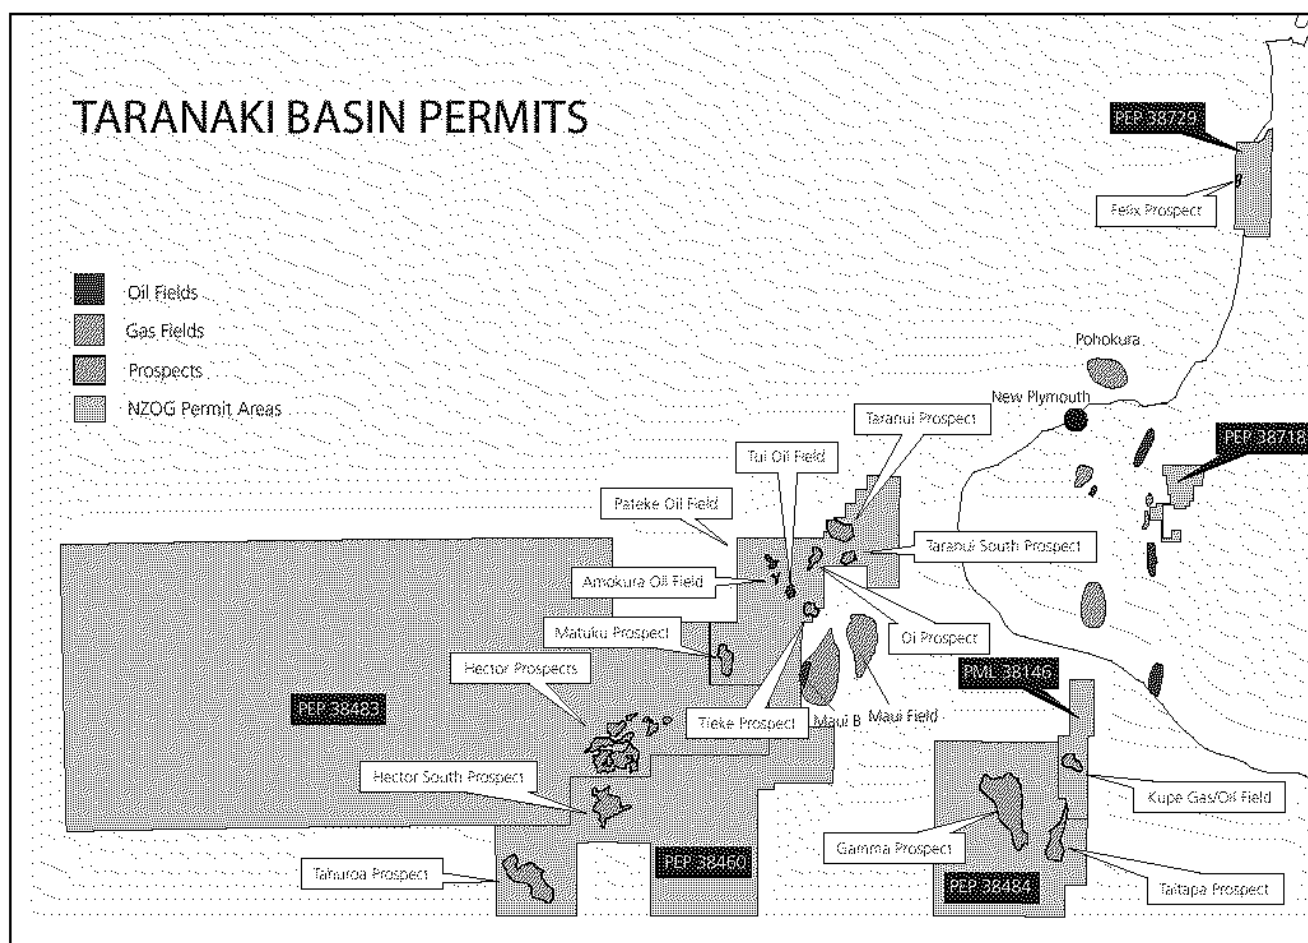 TARANAKI BASIN PERMITS
PEP 38729
Felix Prospect
Oil Fields
Gas Fields
Prospects
NZOG Permit Areas
Pohokura
New Plymouth
Taranui Prospect
PEP 38718
Tui Oil Field
Pateke Oil Field
Taranui South Prospect
Amokura Oil Field
Matuku Prospect
Oi Prospect
Hector Prospects
PML 38146
PEP 38483
Tieke Prospect
Maui B
Maui Field
Hector South Prospect
Kupe Gas/Oil Field
Gamma Prospect
PEP 38460
Tahuroa Prospect
PEP 38484
Taitapa Prospect